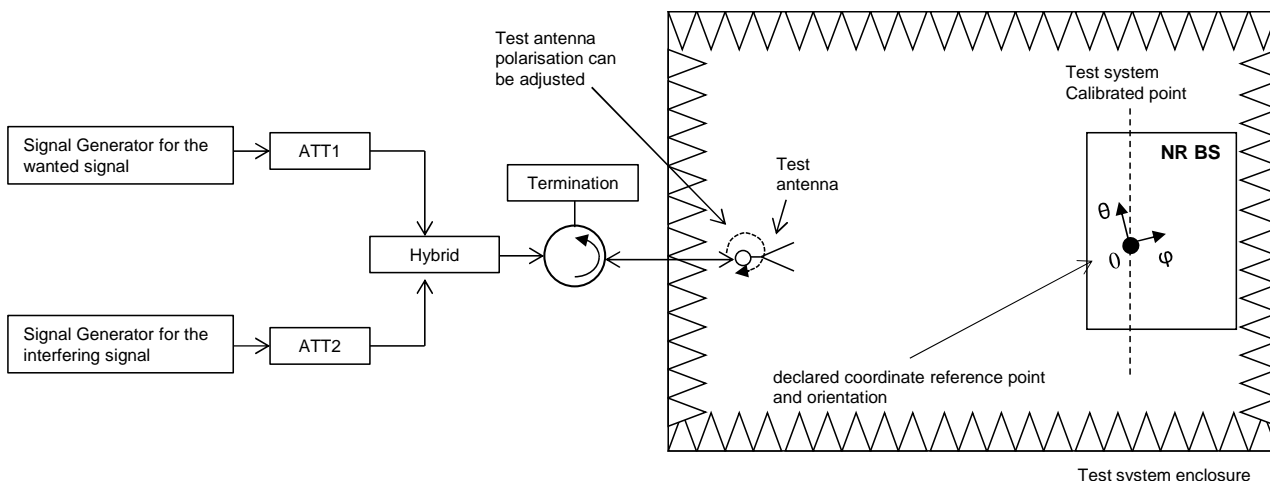 Test antenna
polarisation can
be adjusted
Test system
Calibrated point
Signal Generator for the
wanted signal
ATT1
NR BS
Termination
Test
antenna
θ
Hybrid
0
φ
Signal Generator for the
interfering signal
ATT2
declared coordinate reference point
and orientation
Test system enclosure